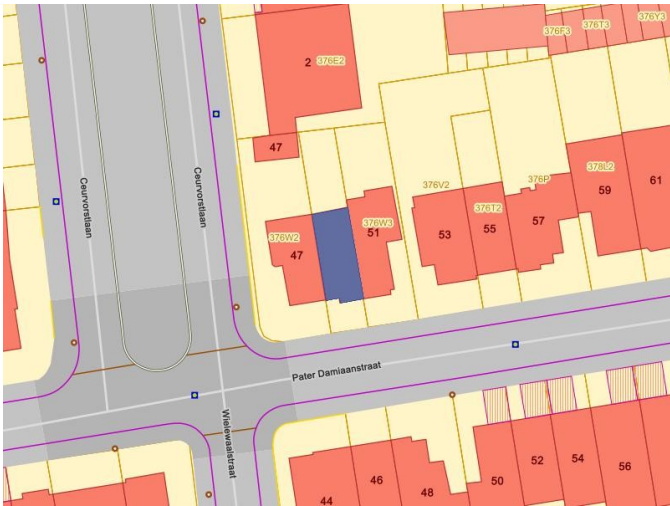 376Y3
376T3
376F3
376E2
2
47
376V2
376P
378L2
59
61
376T2
376W2
376W3
47
51
53
55
57
Ceurvorstlaan
Ceurvorstlaan
Pater Damiaanstraat
Wielewaalstraat
44
46
48
50
52
54
56